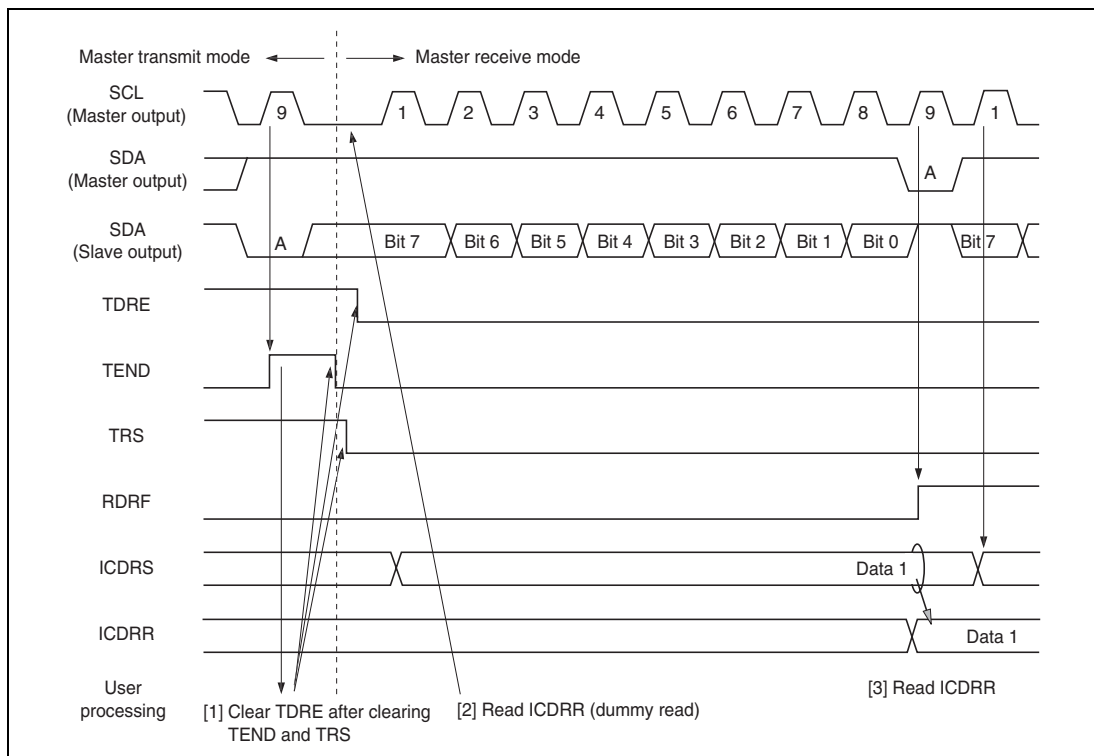 Master transmit mode Master receive mode
SCL
(Master output)
9 1 2 3 4 5 6 7 8 9 1
SDA
(Master output)
A
SDA
(Slave output)
A Bit 7 Bit 6 Bit 5 Bit 4 Bit 3 Bit 2 Bit 1 Bit 0 Bit 7
TDRE
TEND
TRS
RDRF
ICDRS
Data 1
ICDRR
Data 1
User
processing
[1] Clear TDRE after clearing
TEND and TRS
[2] Read ICDRR (dummy read)
[3] Read ICDRR